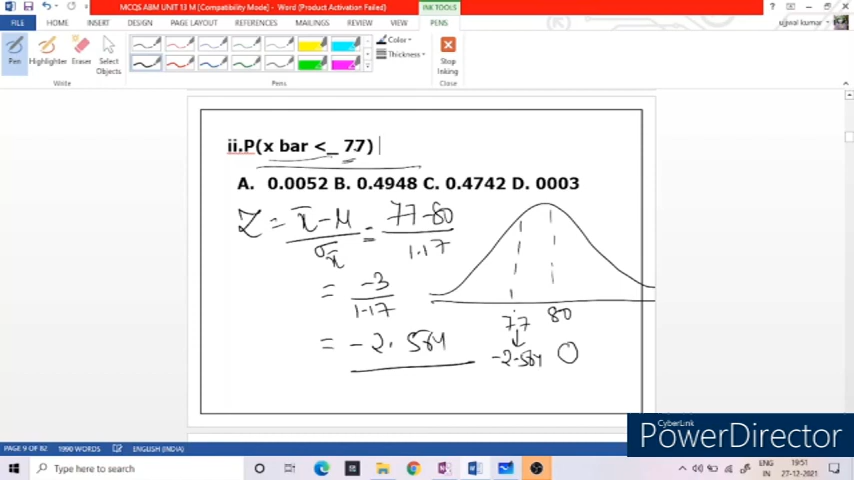 MCQS ABM UNIT 13 M [Compatibility Mode] - Word (Product Activation Failed)
INK TOOLS
FILE HOME INSERT DESIGN PAGE LAYOUT REFERENCES MAILINGS REVIEW VIEW PENS
ujjwal kumar
Pen Highlighter Eraser Select Objects
Color
Thickness
Stop Inking
Write Pens Close
ii.P(x bar <_ 77)
A. 0.0052 B. 0.4948 C. 0.4742 D. 0003
Z = x̄ - μ / σx̄ = 77-80 / 1.17
= -3 / 1.17
= -2.564
77 80
-2.564 0
CyberLink
PowerDirector
PAGE 9 OF 82 1990 WORDS ENGLISH (INDIA)
Type here to search
ENG
IN
19:51
27-12-2021